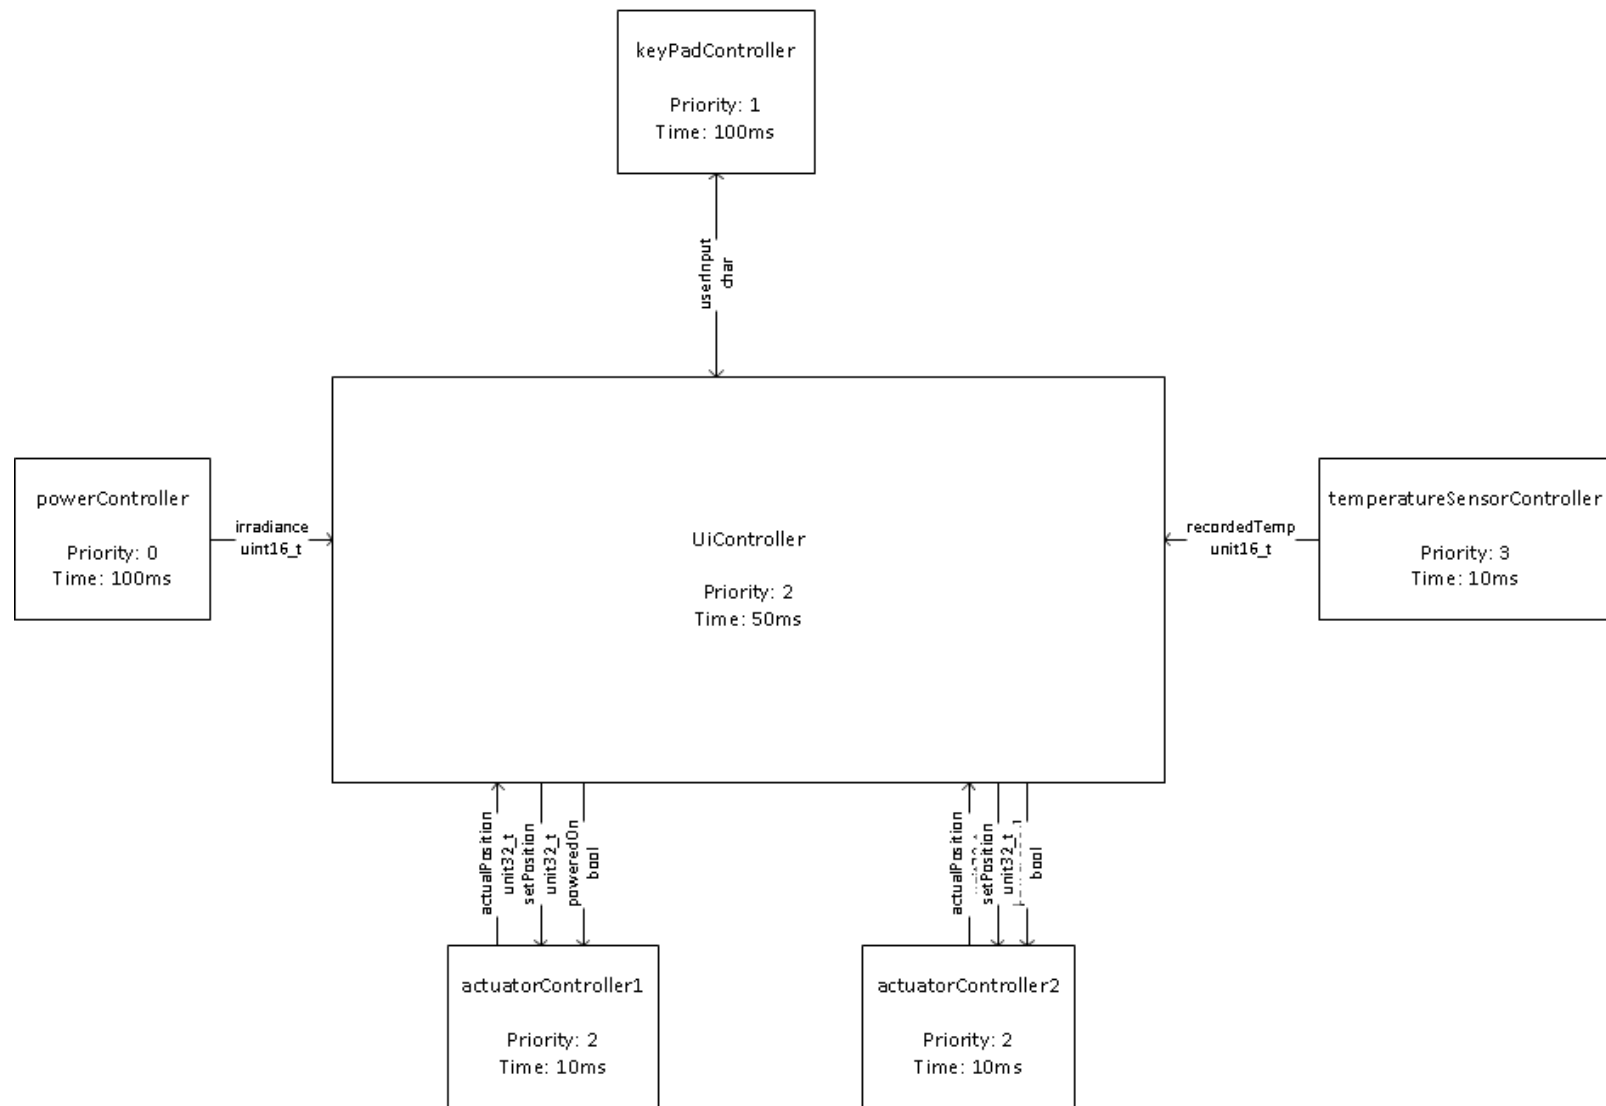 keyPadController
Priority: 1
Time: 100ms
userInput
char
powerController
Priority: 0
Time: 100ms
irradiance
uint16_t
UiController
Priority: 2
Time: 50ms
recordedTemp
unit16_t
temperatureSensorController
Priority: 3
Time: 10ms
actualPosition
unit32_t
setPosition
unit32_t
poweredOn
bool
actualPosition
setPosition
unit32_t
bool
actuatorController1
Priority: 2
Time: 10ms
actuatorController2
Priority: 2
Time: 10ms